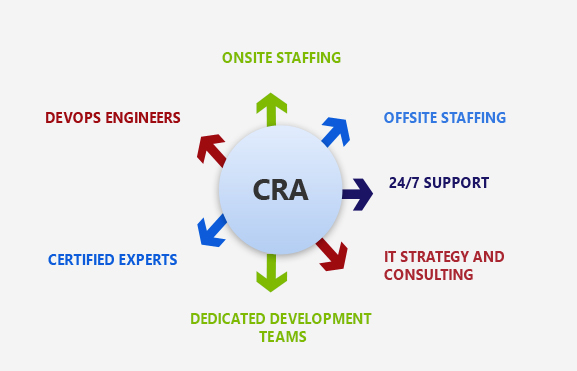 ONSITE STAFFING
DEVOPS ENGINEERS
OFFSITE STAFFING
CRA
24/7 SUPPORT
CERTIFIED EXPERTS
IT STRATEGY AND
CONSULTING
DEDICATED DEVELOPMENT
TEAMS